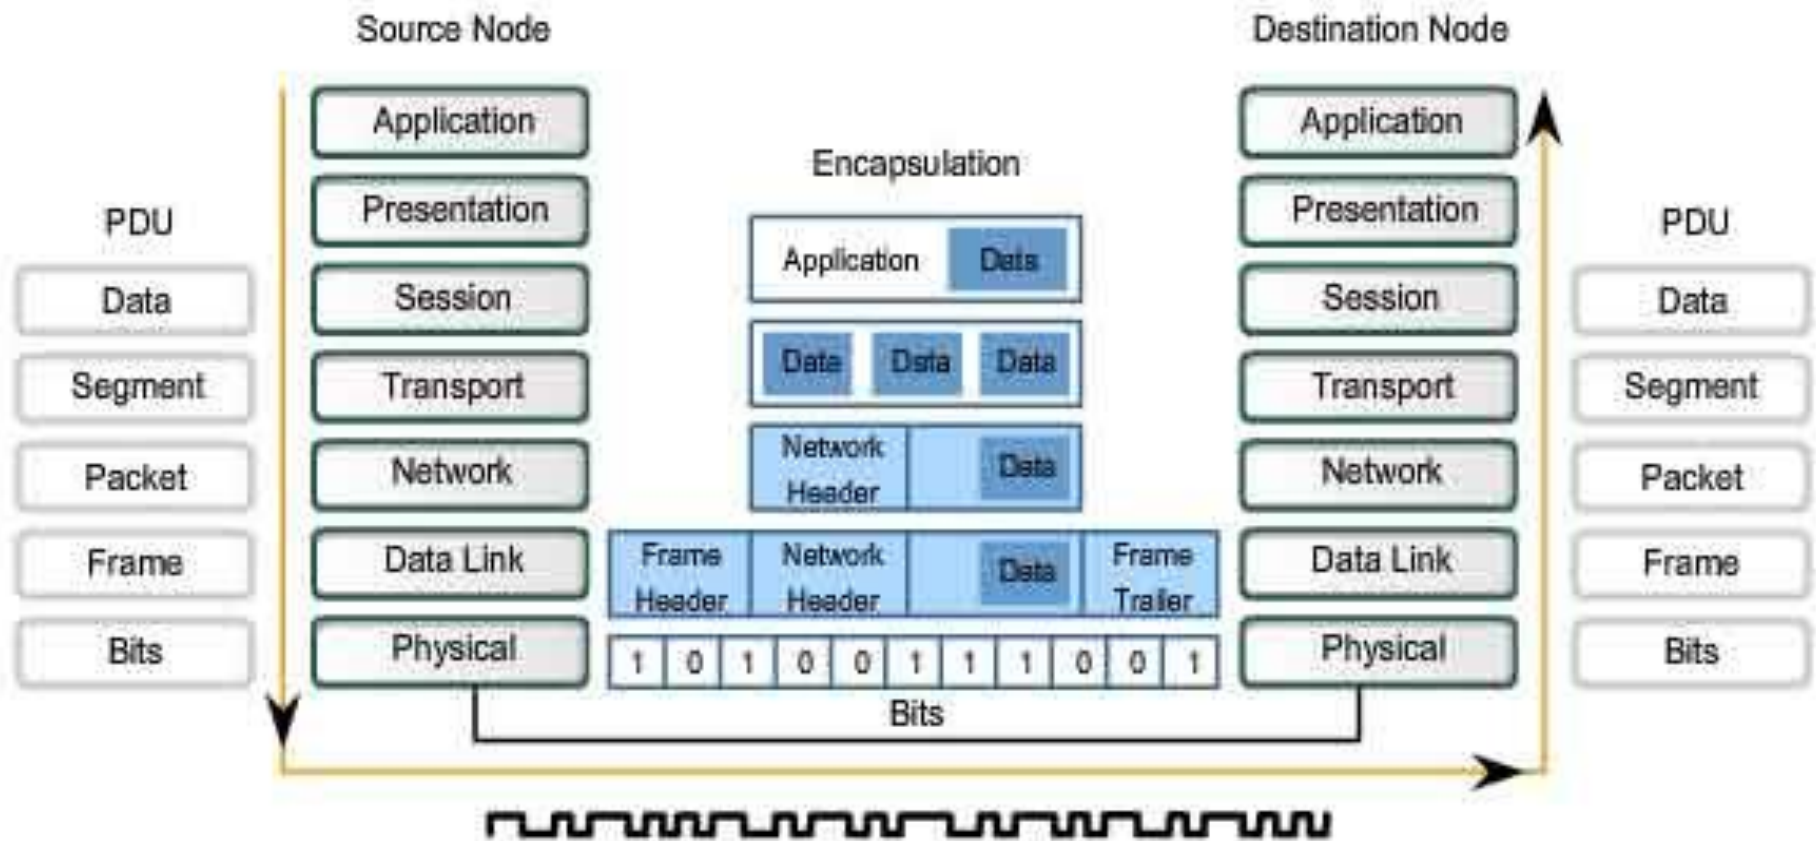 Source Node
Destination Node
Application
Application
Encapsulation
Presentation
Presentation
PDU
PDU
Application Data
Data
Session
Session
Data
Data Data Data
Segment
Transport
Transport
Segment
Network
Header
Data
Packet
Network
Network
Packet
Frame
Header
Network
Header
Data
Frame
Trailer
Frame
Data Link
Data Link
Frame
Bits
Physical
1 0 1 0 0 1 1 1 0 0 1
Physical
Bits
Bits